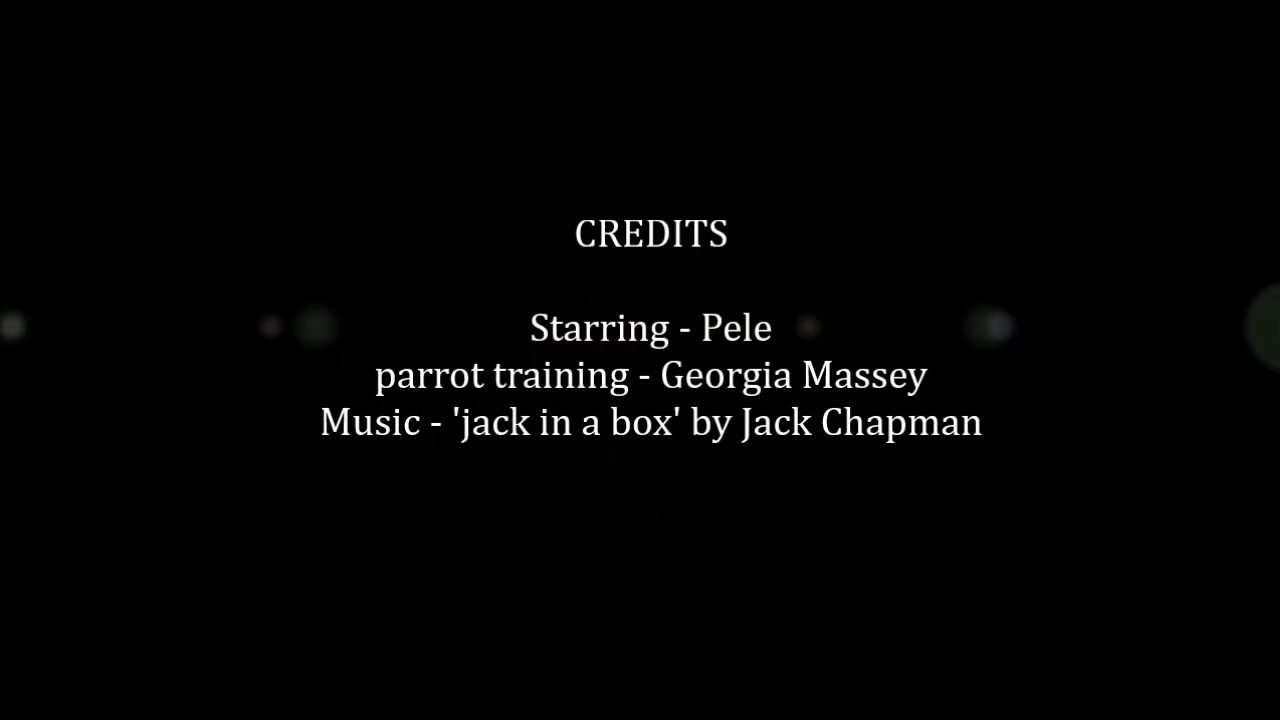 CREDITS
Starring - Pele
parrot training - Georgia Massey
Music - 'jack in a box' by Jack Chapman